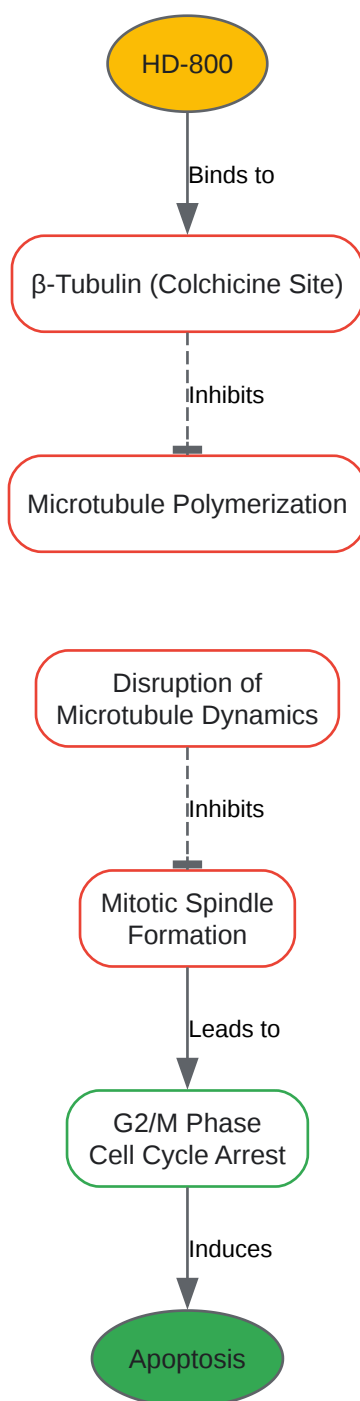 HD-800
Binds to
β-Tubulin (Colchicine Site)
Inhibits
Microtubule Polymerization
Disruption of
Microtubule Dynamics
Inhibits
Mitotic Spindle
Formation
Leads to
G2/M Phase
Cell Cycle Arrest
Induces
Apoptosis